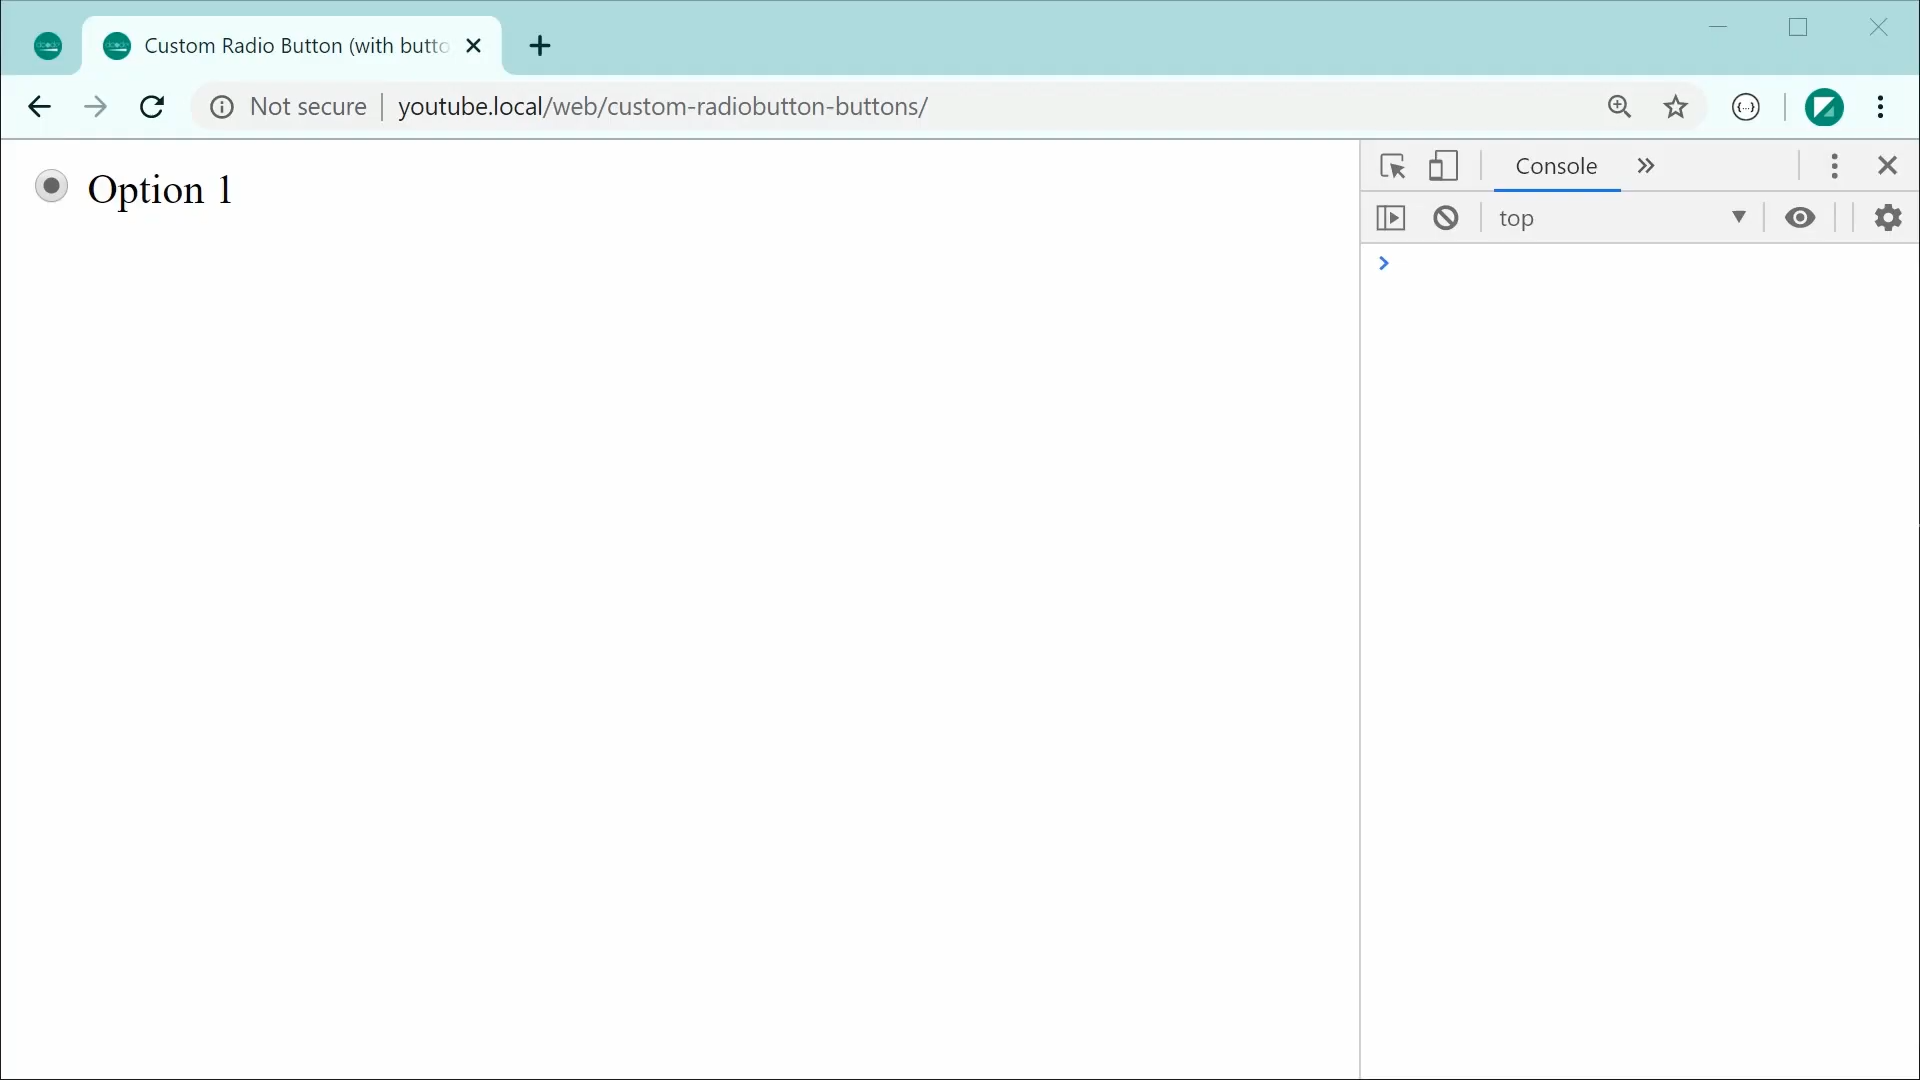 Custom Radio Button (with butto
Not secure
youtube.local/web/custom-radiobutton-buttons/
Option 1
Console
top